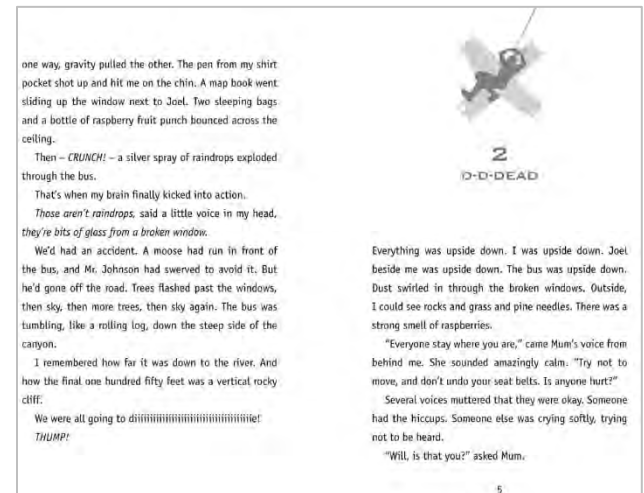 one way, gravity pulled the other. The pen from my shirt
pocket shot up and hit me on the chin. A map book went
sliding up the window next to Joel. Two sleeping bags
and a bottle of raspberry fruit punch bounced across the
ceiling.
Then – CRUNCH! – a silver spray of raindrops exploded
through the bus.
That's when my brain finally kicked into action.
Those aren't raindrops, said a little voice in my head,
they're bits of glass from a broken window.
We'd had an accident. A moose had run in front of
the bus, and Mr. Johnson had swerved to avoid it. But
he'd gone off the road. Trees flashed past the windows,
then sky, then more trees, then sky again. The bus was
tumbling, like a rolling log, down the steep side of the
canyon.
I remembered how far it was down to the river. And
how the final one hundred fifty feet was a vertical rocky
cliff.
We were all going to diiiiiiiiiiiiiiiiiiiiiiiiiiiiiiiiiiiie!
THUMP!
2
D-D-DEAD
Everything was upside down. I was upside down. Joel
beside me was upside down. The bus was upside down.
Dust swirled in through the broken windows. Outside,
I could see rocks and grass and pine needles. There was a
strong smell of raspberries.
"Everyone stay where you are," came Mum's voice from
behind me. She sounded amazingly calm. "Try not to
move, and don't undo your seat belts. Is anyone hurt?"
Several voices muttered that they were okay. Someone
had the hiccups. Someone else was crying softly, trying
not to be heard.
"Will, is that you?" asked Mum.
5